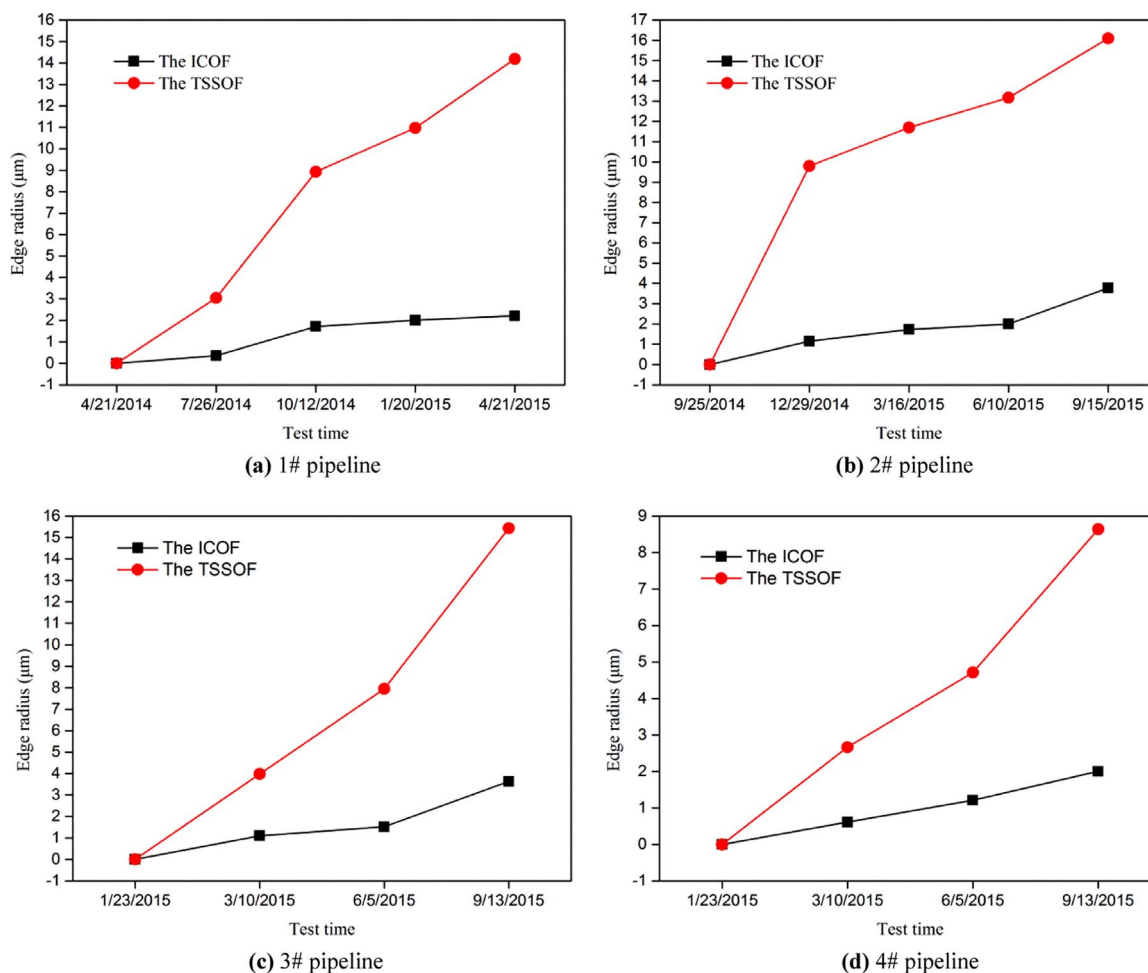 16
15
14
13
12
11
10
9
8
7
6
5
4
3
2
1
0
-1
Edge radius (μm)
The ICOF
The TSSOF
4/21/2014 7/26/2014 10/12/2014 1/20/2015 4/21/2015
Test time
(a) 1# pipeline
17
16
15
14
13
12
11
10
9
8
7
6
5
4
3
2
1
0
-1
Edge radius (μm)
The ICOF
The TSSOF
9/25/2014 12/29/2014 3/16/2015 6/10/2015 9/15/2015
Test time
(b) 2# pipeline
16
15
14
13
12
11
10
9
8
7
6
5
4
3
2
1
0
-1
Edge radius (μm)
The ICOF
The TSSOF
1/23/2015 3/10/2015 6/5/2015 9/13/2015
Test time
(c) 3# pipeline
9
8
7
6
5
4
3
2
1
0
-1
Edge radius (μm)
The ICOF
The TSSOF
1/23/2015 3/10/2015 6/5/2015 9/13/2015
Test time
(d) 4# pipeline